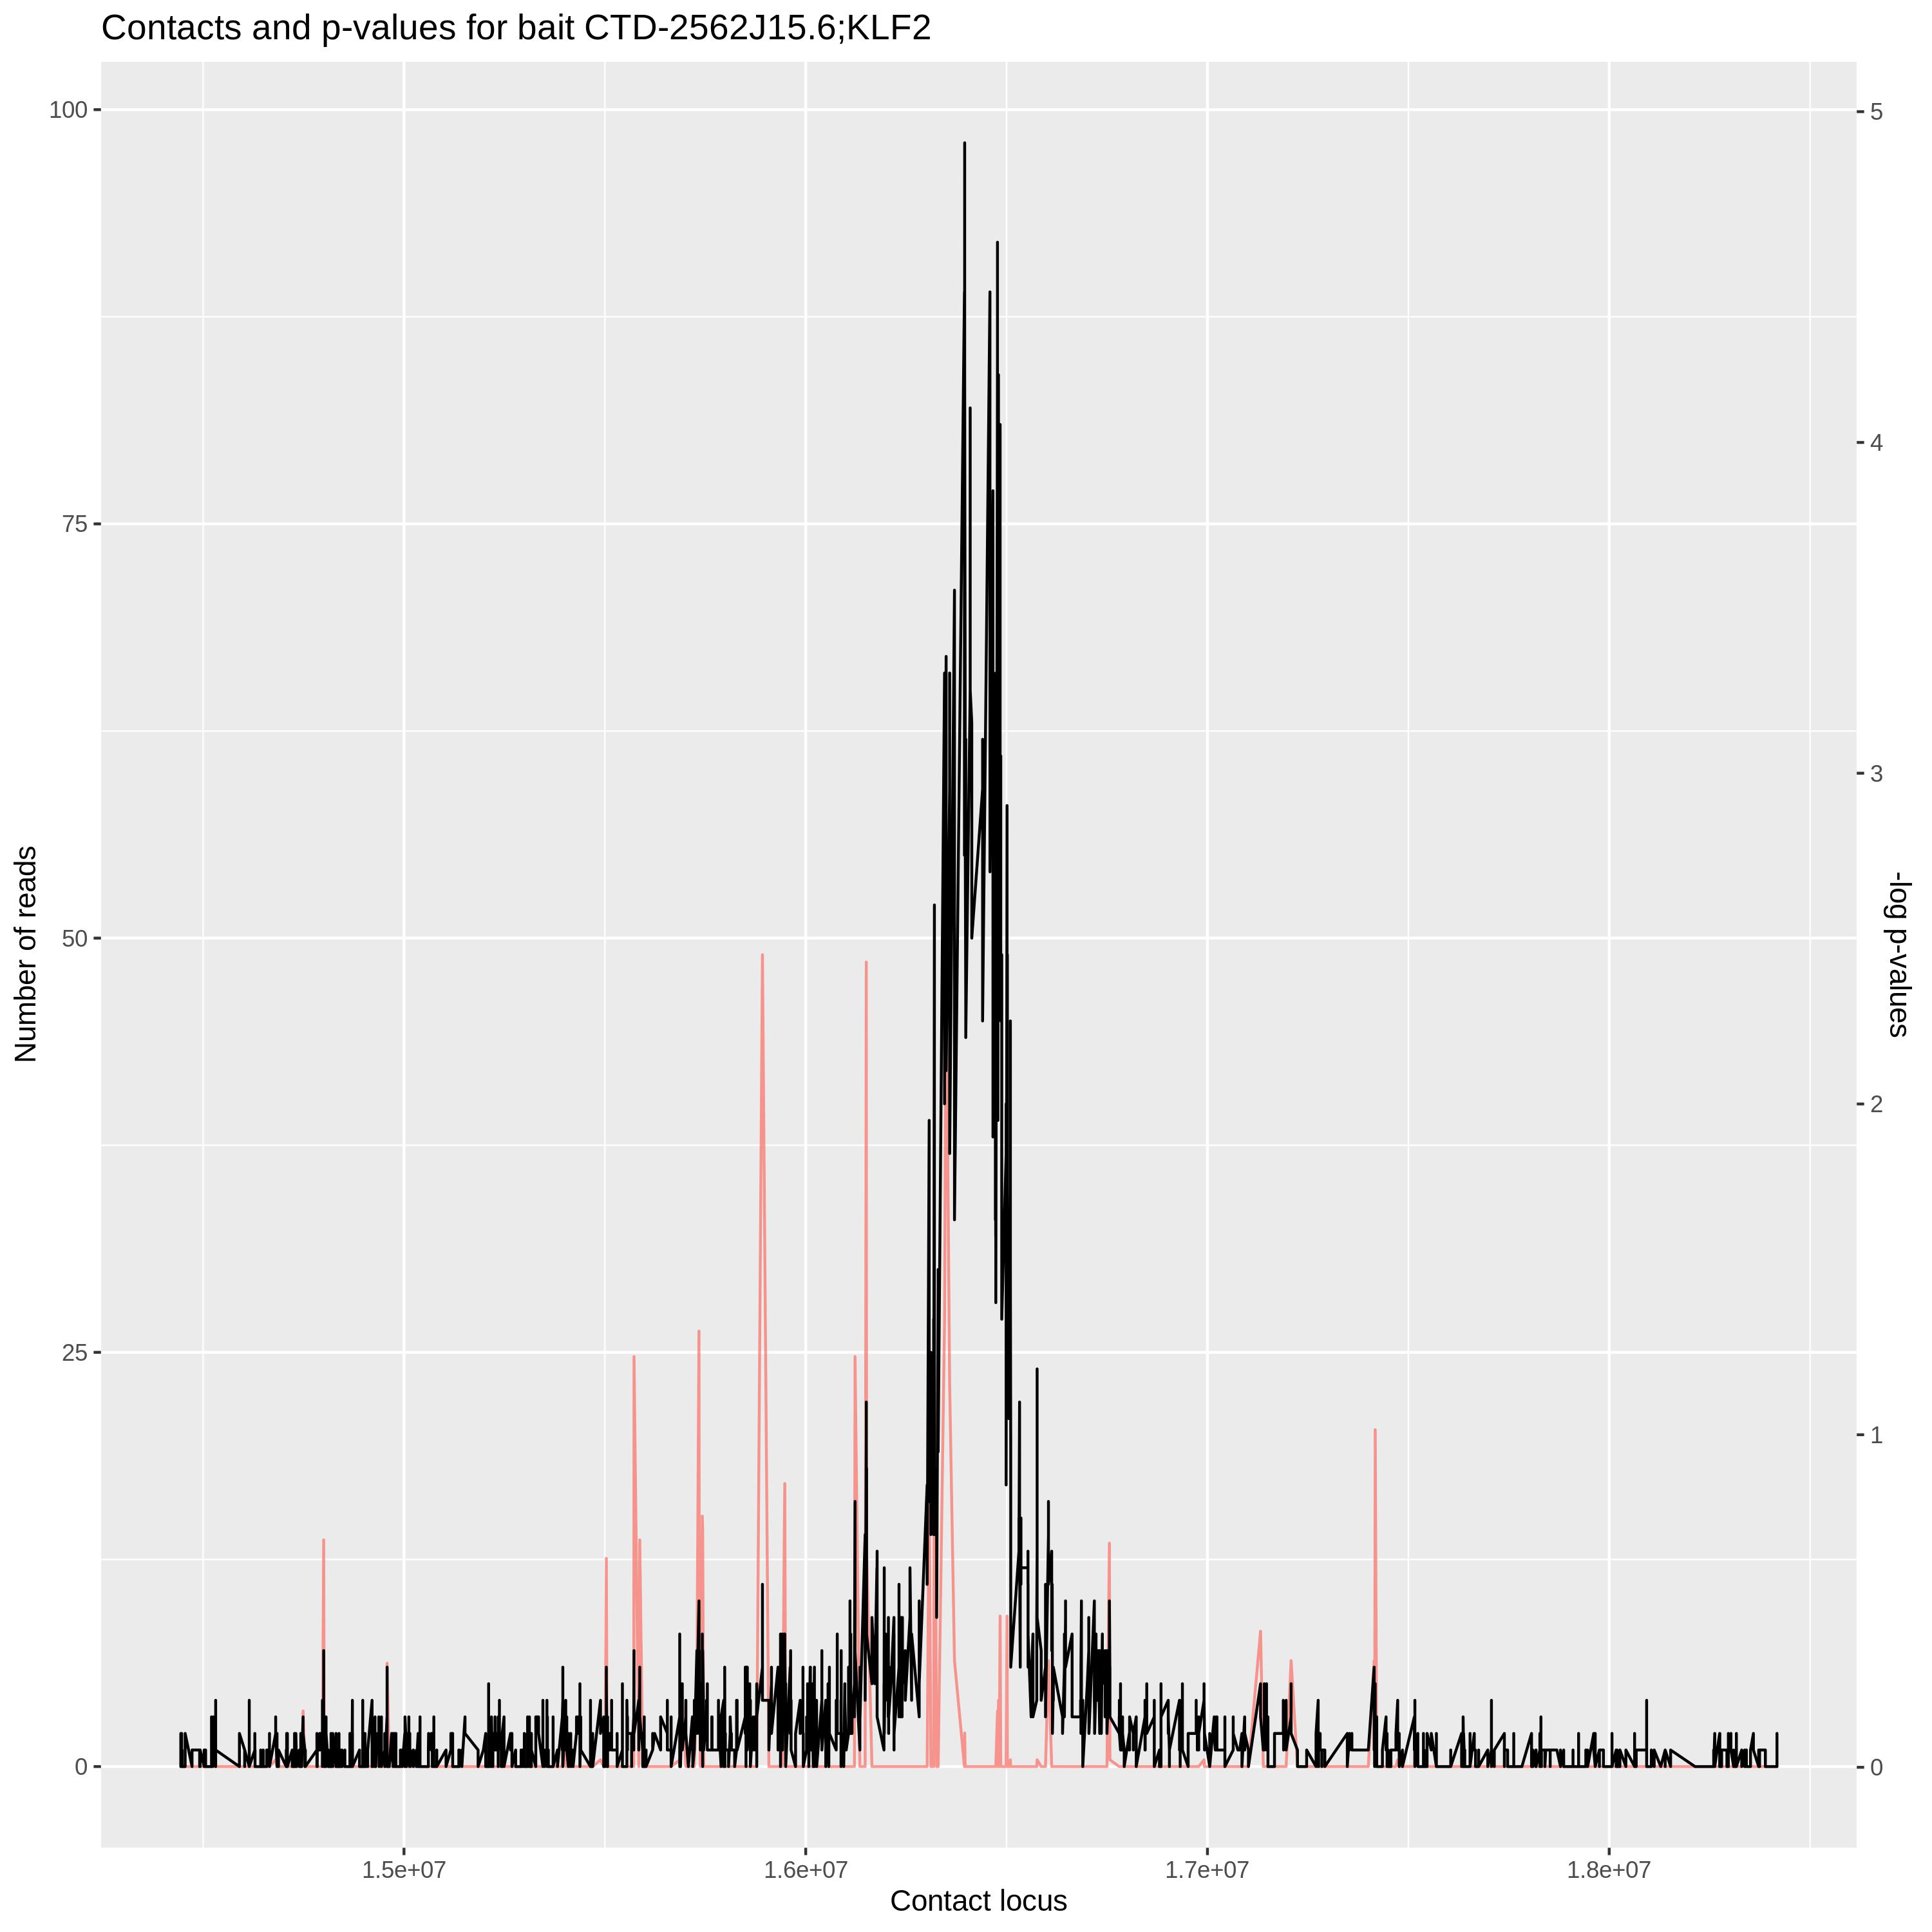 Contacts and p-values for bait CTD-2562J15.6;KLF2
100
75
50
25
0
Number of reads
5
4
3
2
1
0
-log p-values
1.5e+07
1.6e+07
1.7e+07
1.8e+07
Contact locus